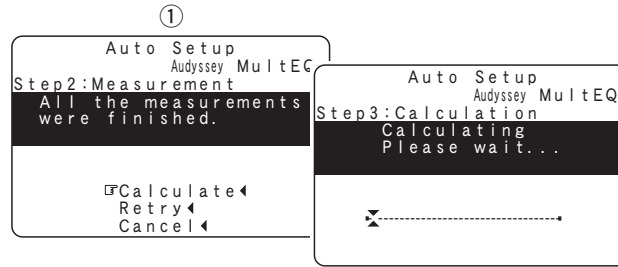 ①
Auto Setup
Audyssey MultEQ
Step2:Measurement
All the measurements
were finished.
☞Calculate◀
Retry◀
Cancel◀
Auto Setup
Audyssey MultEQ
Step3:Calculation
Calculating
Please wait...